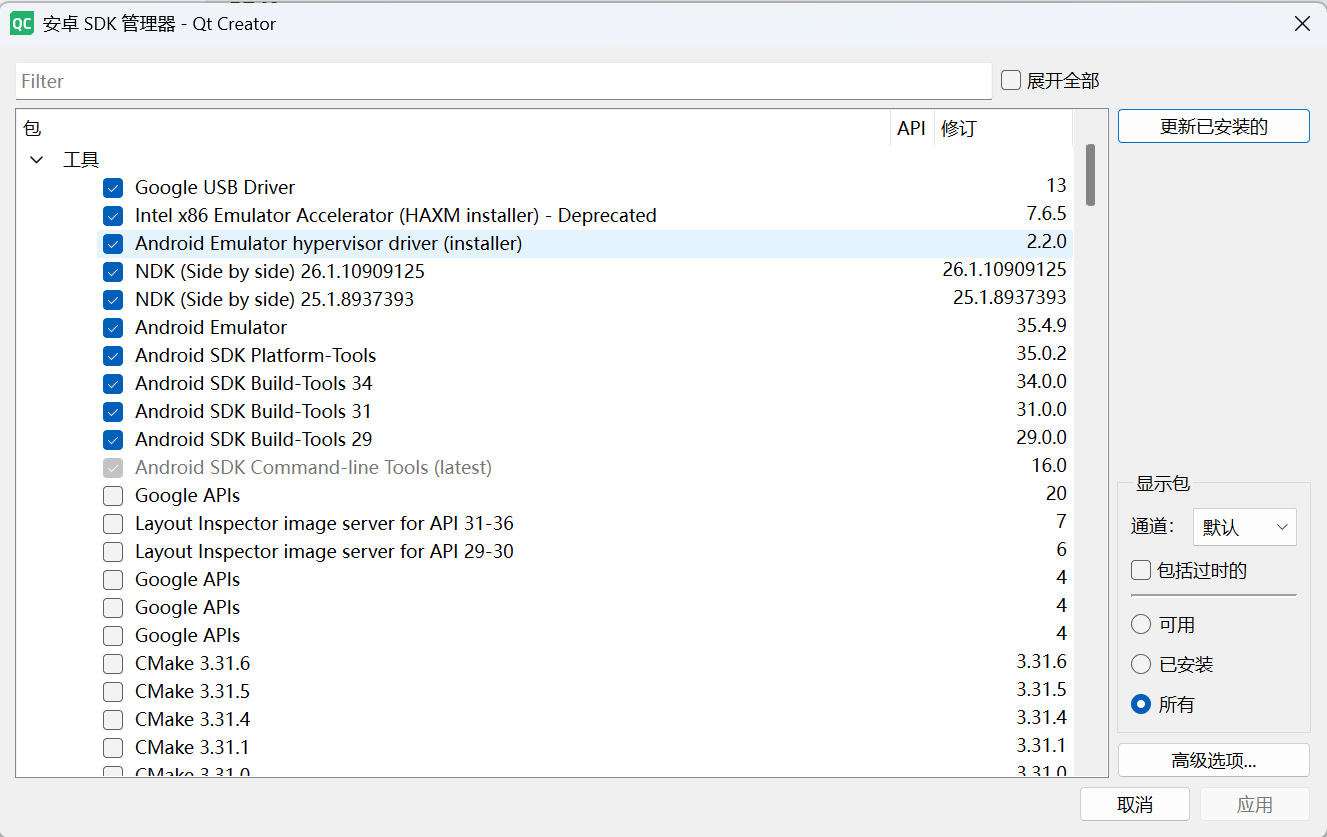 QC 安卓 SDK 管理器 - Qt Creator
Filter
展开全部
包 API 修订
更新已安装的
工具
Google USB Driver 13
Intel x86 Emulator Accelerator (HAXM installer) - Deprecated 7.6.5
Android Emulator hypervisor driver (installer) 2.2.0
NDK (Side by side) 26.1.10909125 26.1.10909125
NDK (Side by side) 25.1.8937393 25.1.8937393
Android Emulator 35.4.9
Android SDK Platform-Tools 35.0.2
Android SDK Build-Tools 34 34.0.0
Android SDK Build-Tools 31 31.0.0
Android SDK Build-Tools 29 29.0.0
Android SDK Command-line Tools (latest) 16.0
Google APIs 20
Layout Inspector image server for API 31-36 7
Layout Inspector image server for API 29-30 6
Google APIs 4
Google APIs 4
Google APIs 4
CMake 3.31.6 3.31.6
CMake 3.31.5 3.31.5
CMake 3.31.4 3.31.4
CMake 3.31.1 3.31.1
CMake 3.31.0 3.31.0
显示包
通道： 默认
包括过时的
可用
已安装
所有
高级选项...
取消 应用